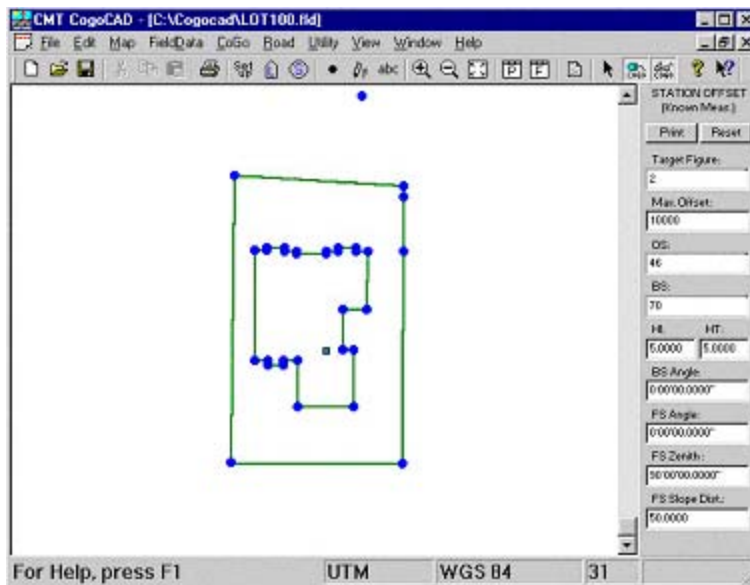 CMT CogoCAD - [C:\Cogocad\LOT100.fld]
File Edit Map FieldData CoGo Road Utility View Window Help
abc P F
STATION OFFSET
(Known Meas.)
Print Reset
Target Figure:
2
Max. Offset:
10000
OS:
46
BS:
70
HI: HT:
5.0000 5.0000
BS Angle:
0°00'00.0000"
FS Angle:
0°00'00.0000"
FS Zenith:
90°00'00.0000"
FS Slope Dist.:
50.0000
For Help, press F1 UTM WGS 84 31